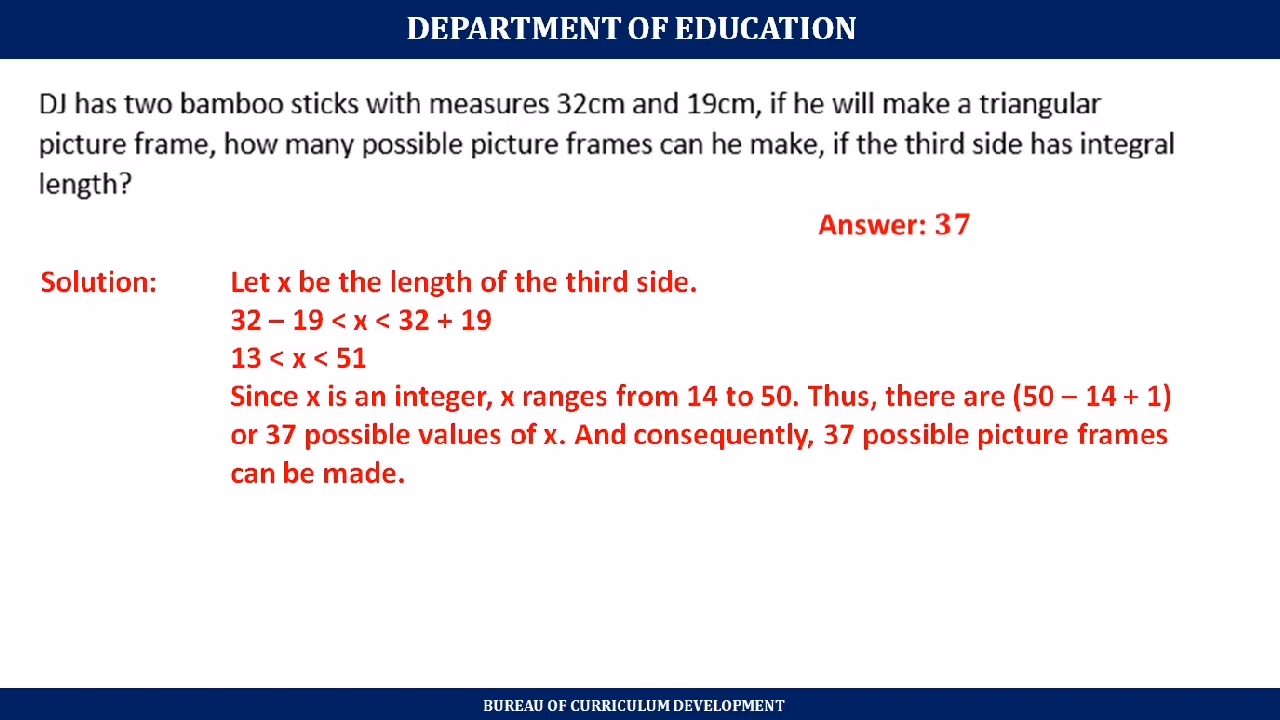 DEPARTMENT OF EDUCATION
DJ has two bamboo sticks with measures 32cm and 19cm, if he will make a triangular
picture frame, how many possible picture frames can he make, if the third side has integral
length?
Answer: 37
Solution: Let x be the length of the third side.
32 – 19 < x < 32 + 19
13 < x < 51
Since x is an integer, x ranges from 14 to 50. Thus, there are (50 – 14 + 1)
or 37 possible values of x. And consequently, 37 possible picture frames
can be made.
BUREAU OF CURRICULUM DEVELOPMENT